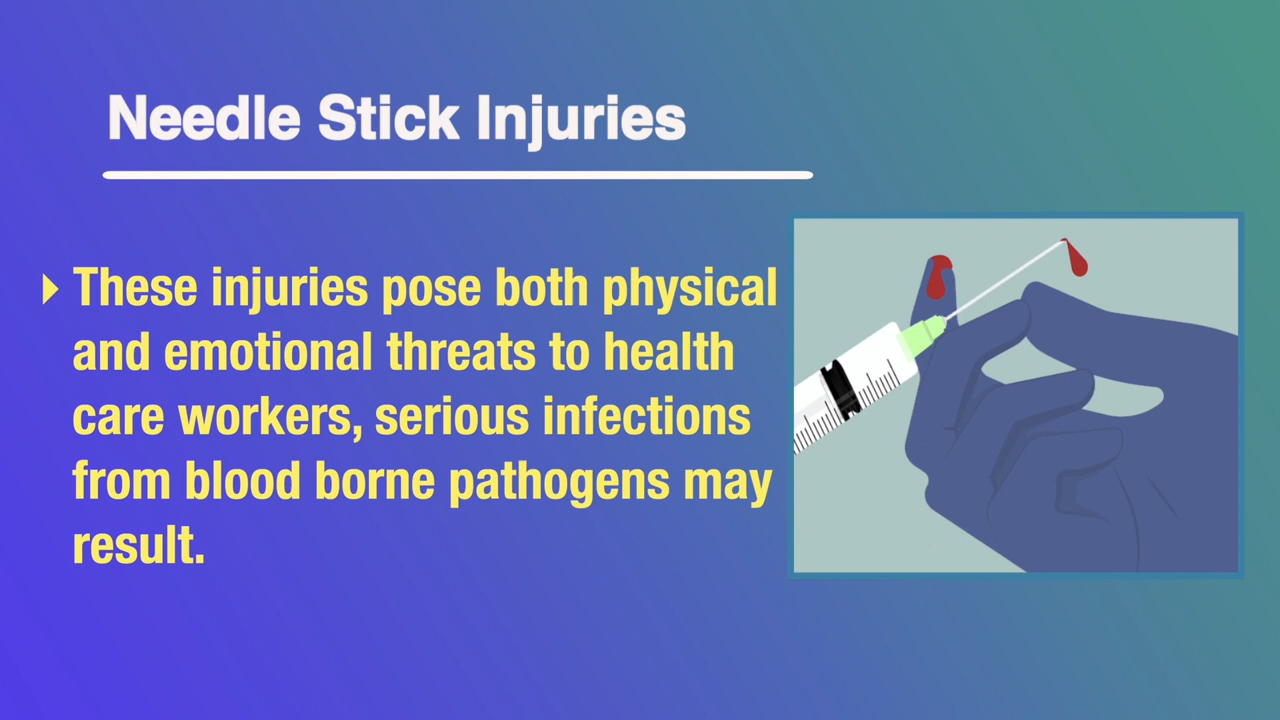 Needle Stick Injuries
These injuries pose both physical
and emotional threats to health
care workers, serious infections
from blood borne pathogens may
result.